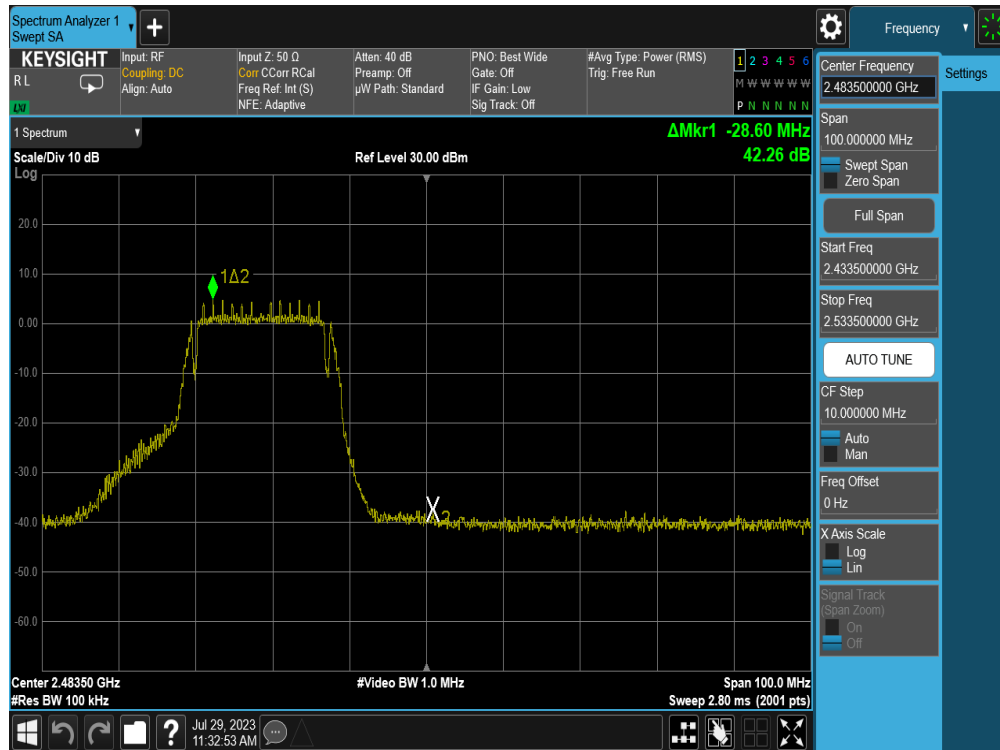 Spectrum Analyzer 1
Swept SA
+
Frequency
KEYSIGHT
R L
LXI
Input: RF
Coupling: DC
Align: Auto
Input Z: 50 Ω
Corr CCorr RCal
Freq Ref: Int (S)
NFE: Adaptive
Atten: 40 dB
Preamp: Off
µW Path: Standard
PNO: Best Wide
Gate: Off
IF Gain: Low
Sig Track: Off
#Avg Type: Power (RMS)
Trig: Free Run
1 2 3 4 5 6
M W W W W W
P N N N N N
1 Spectrum
Scale/Div 10 dB
Log
Ref Level 30.00 dBm
ΔMkr1 -28.60 MHz
42.26 dB
20.0
10.0
0.00
-10.0
-20.0
-30.0
-40.0
-50.0
-60.0
1Δ2
X2
Center 2.48350 GHz
#Res BW 100 kHz
#Video BW 1.0 MHz
Span 100.0 MHz
Sweep 2.80 ms (2001 pts)
?
Jul 29, 2023
11:32:53 AM
Center Frequency
2.483500000 GHz
Settings
Span
100.000000 MHz
Swept Span
Zero Span
Full Span
Start Freq
2.433500000 GHz
Stop Freq
2.533500000 GHz
AUTO TUNE
CF Step
10.000000 MHz
Auto
Man
Freq Offset
0 Hz
X Axis Scale
Log
Lin
Signal Track
(Span Zoom)
On
Off